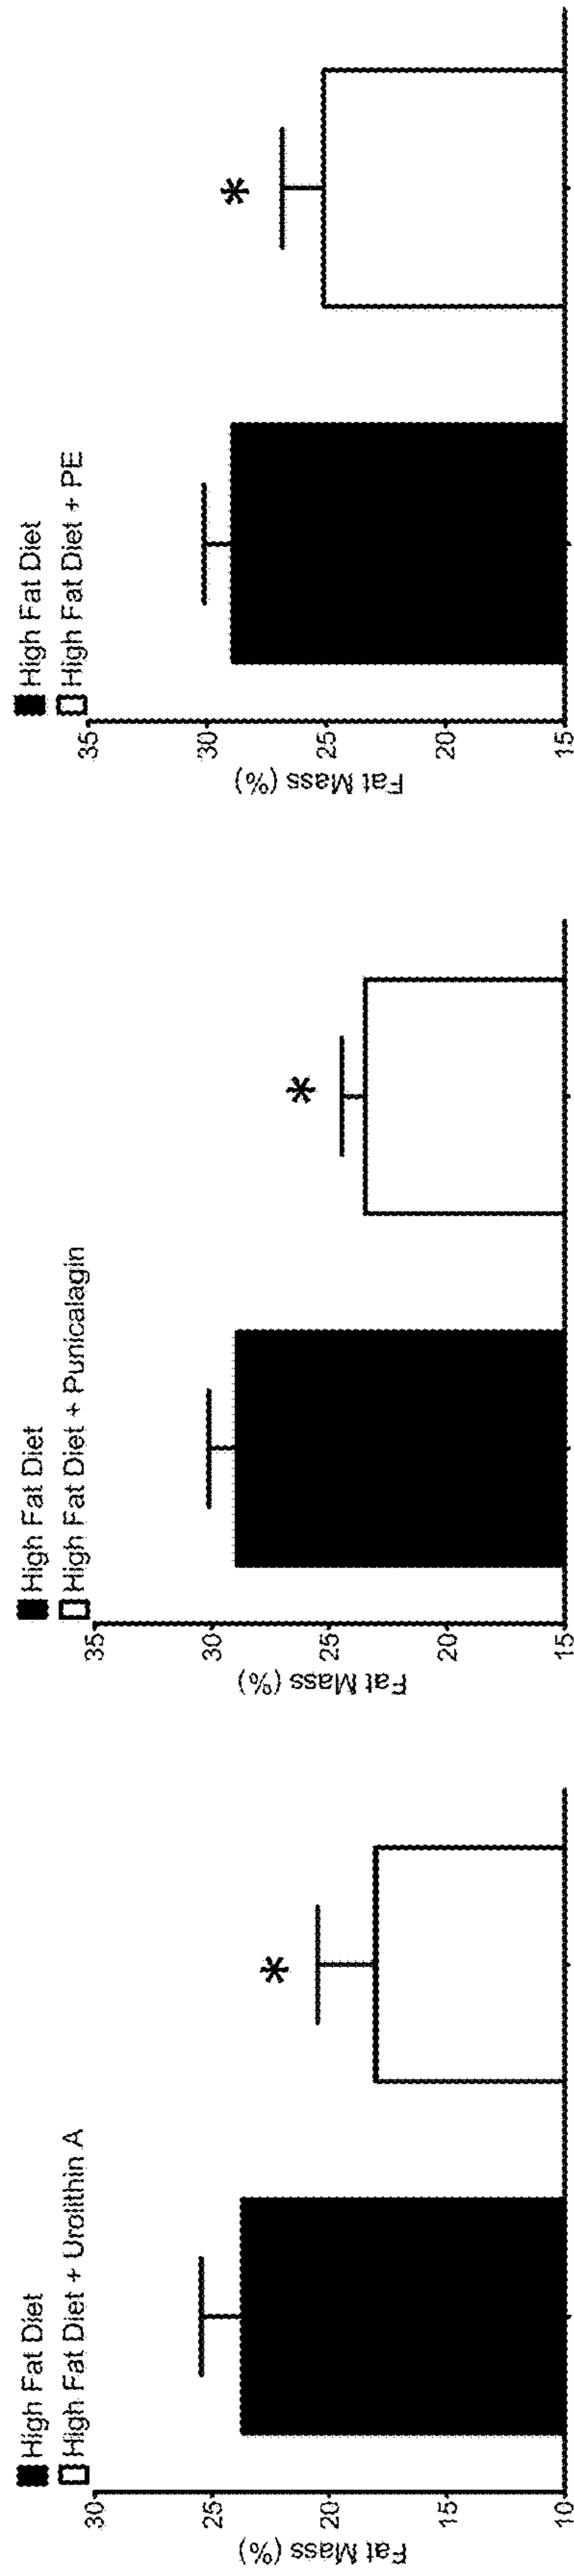 High Fat Diet
High Fat Diet + Urolithin A
30
25
20
15
10
Fat Mass (%)
*
High Fat Diet
High Fat Diet + Punicalagin
35
30
25
20
15
Fat Mass (%)
*
High Fat Diet
High Fat Diet + PE
35
30
25
20
15
Fat Mass (%)
*